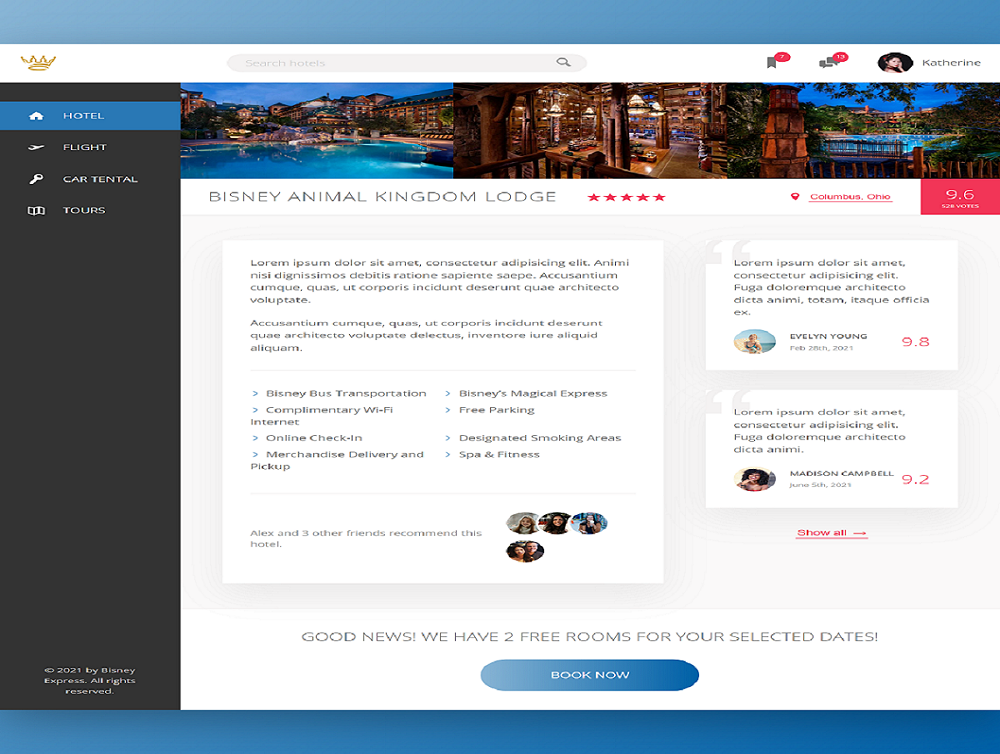 Search hotels
7
13
Katherine
HOTEL
FLIGHT
CAR TENTAL
TOURS
BISNEY ANIMAL KINGDOM LODGE
Columbus, Ohio
9.6
528 VOTES
Lorem ipsum dolor sit amet, consectetur adipisicing elit. Animi
nisi dignissimos debitis ratione sapiente saepe. Accusantium
cumque, quas, ut corporis incidunt deserunt quae architecto
voluptate.
Accusantium cumque, quas, ut corporis incidunt deserunt
quae architecto voluptate delectus, inventore iure aliquid
aliquam.
> Bisney Bus Transportation
> Bisney's Magical Express
> Complimentary Wi-Fi
Internet
> Free Parking
> Online Check-In
> Designated Smoking Areas
> Merchandise Delivery and
Pickup
> Spa & Fitness
Alex and 3 other friends recommend this
hotel.
Lorem ipsum dolor sit amet,
consectetur adipisicing elit.
Fuga doloremque architecto
dicta animi, totam, itaque officia
ex.
EVELYN YOUNG
Feb 28th, 2021
9.8
Lorem ipsum dolor sit amet,
consectetur adipisicing elit.
Fuga doloremque architecto
dicta animi.
MADISON CAMPBELL
June 5th, 2021
9.2
Show all →
GOOD NEWS! WE HAVE 2 FREE ROOMS FOR YOUR SELECTED DATES!
BOOK NOW
© 2021 by Bisney
Express. All rights
reserved.